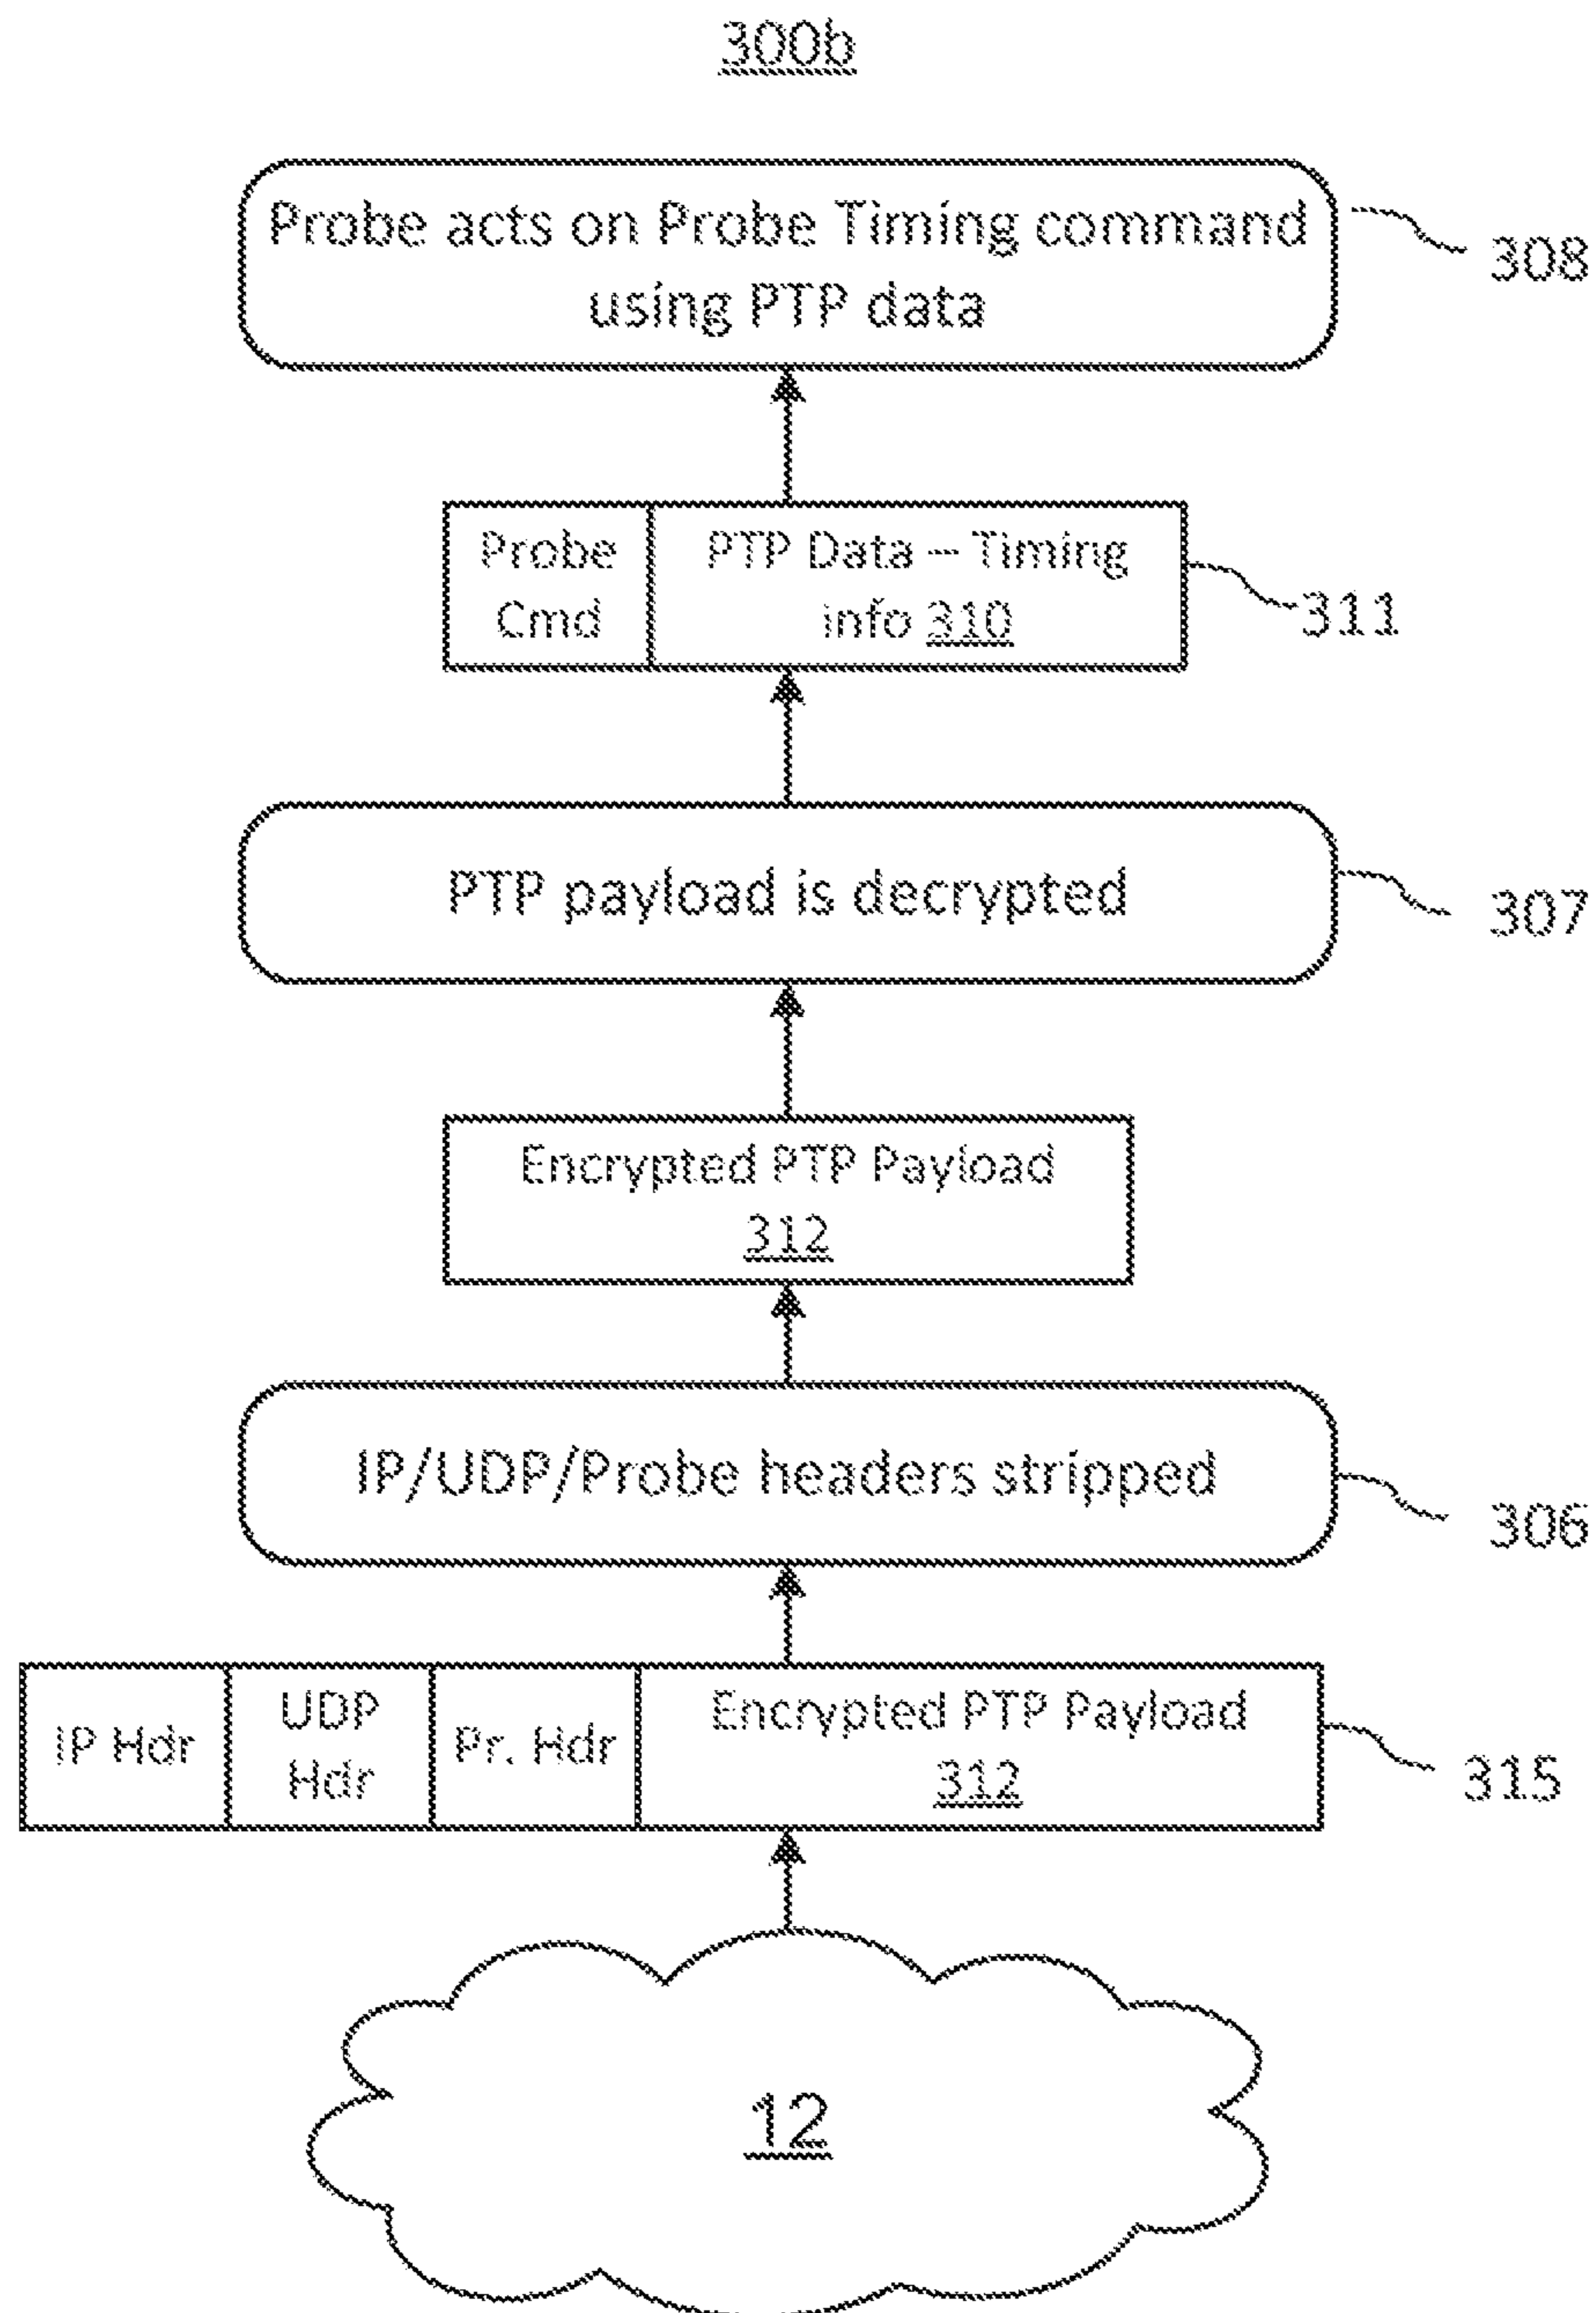 300b
Probe acts on Probe Timing command
using PTP data
308
Probe
Cmd
PTP Data -- Timing
info 310
311
PTP payload is decrypted
307
Encrypted PTP Payload
312
IP/UDP/Probe headers stripped
306
IP Hdr
UDP
Hdr
Pr. Hdr
Encrypted PTP Payload
312
315
12